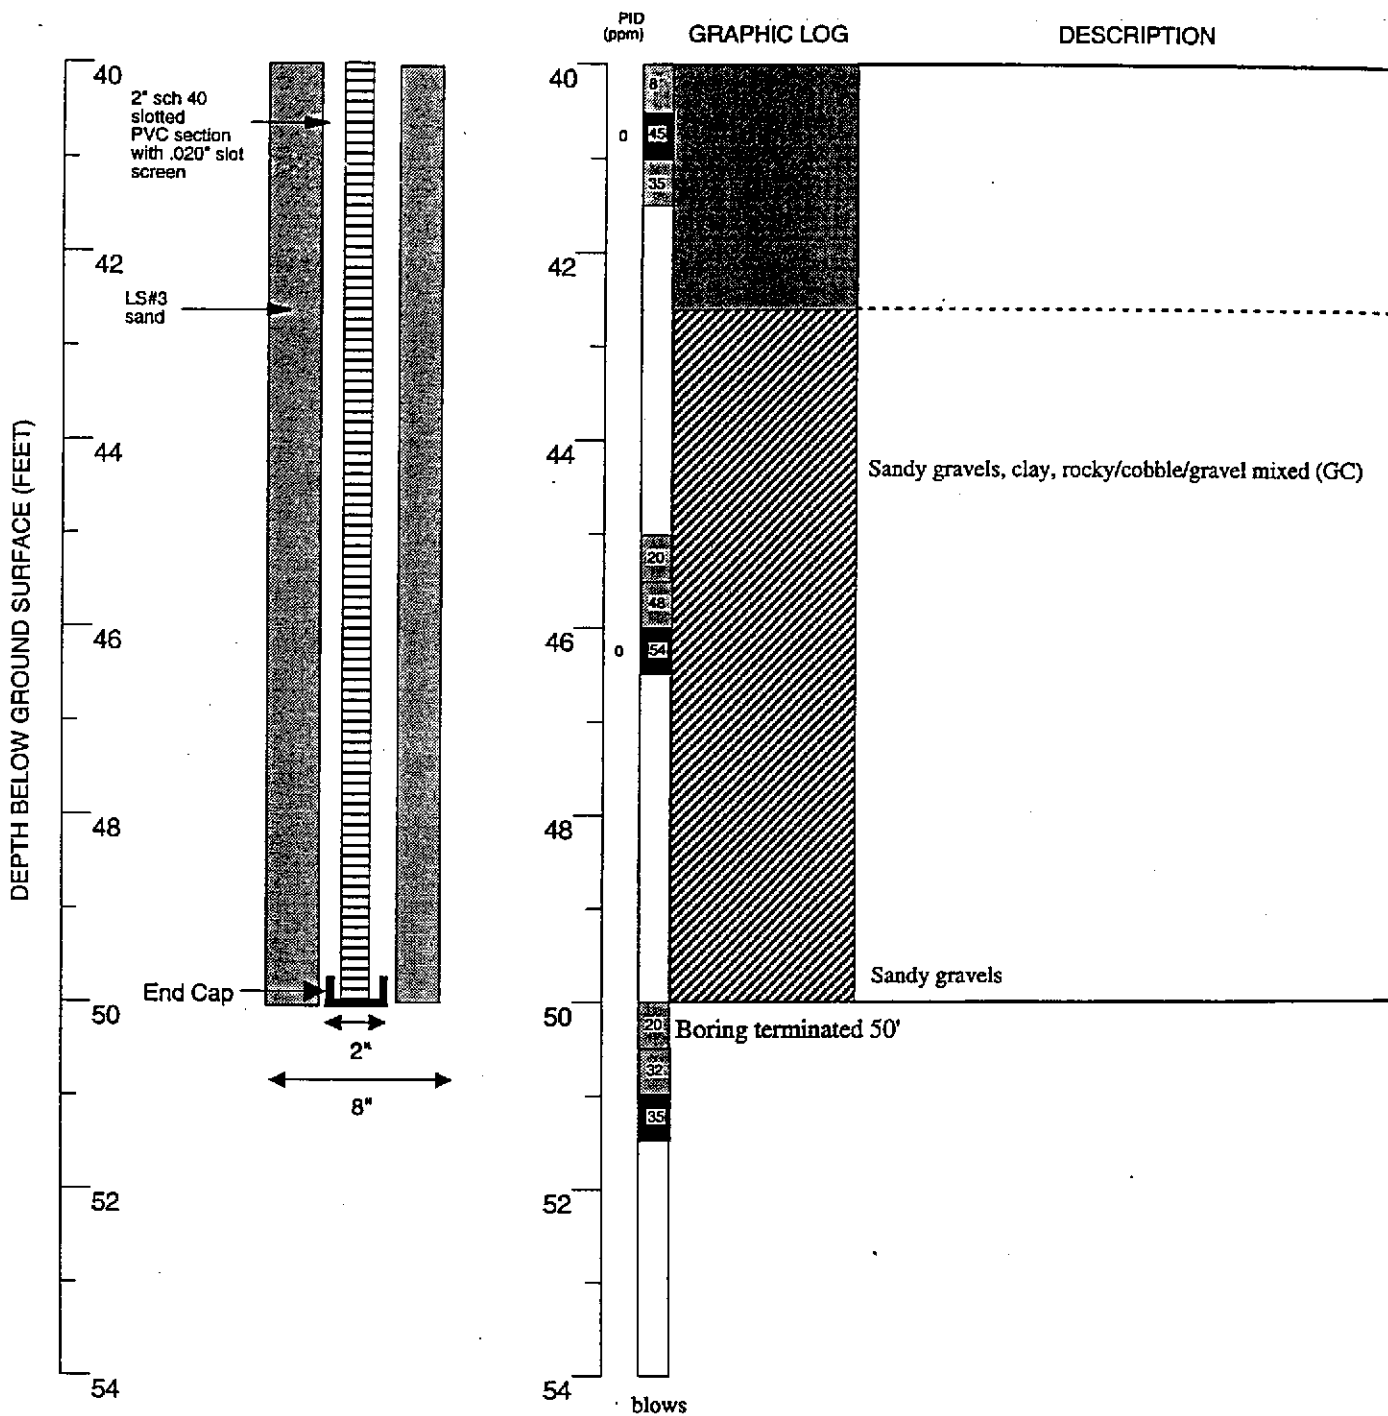 PID
(ppm)
GRAPHIC LOG
DESCRIPTION
DEPTH BELOW GROUND SURFACE (FEET)
40
42
44
46
48
50
52
54
2" sch 40
slotted
PVC section
with .020" slot
screen
LS#3
sand
End Cap
2"
8"
40
42
44
46
48
50
52
54
0
0
45
35
20
48
54
20
32
35
blows
Sandy gravels, clay, rocky/cobble/gravel mixed (GC)
Sandy gravels
Boring terminated 50'